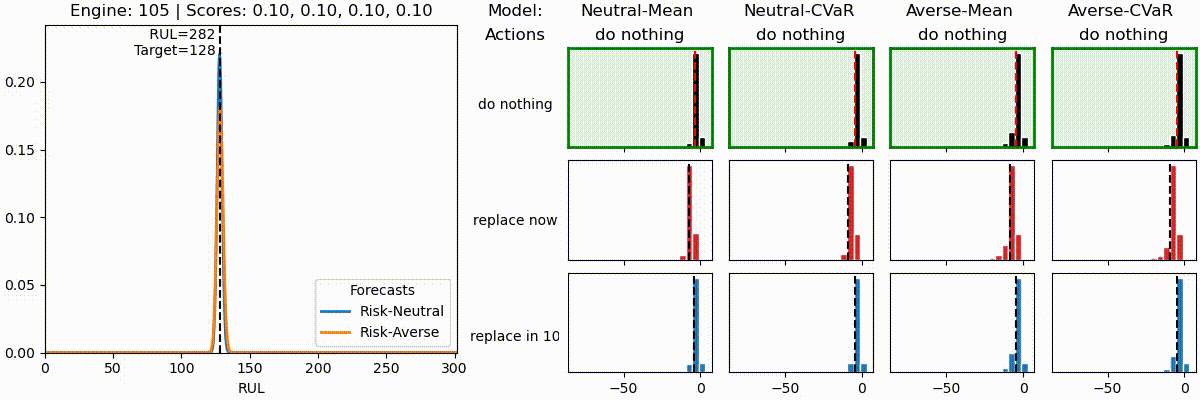 Engine: 105 | Scores: 0.10, 0.10, 0.10, 0.10
RUL=282
Target=128
0.20
0.15
0.10
0.05
0.00
0 50 100 150 200 250 300
RUL
Forecasts
Risk-Neutral
Risk-Averse
Model: Neutral-Mean Neutral-CVaR Averse-Mean Averse-CVaR
Actions do nothing do nothing do nothing do nothing
do nothing
replace now
replace in 10
−50 0 −50 0 −50 0 −50 0